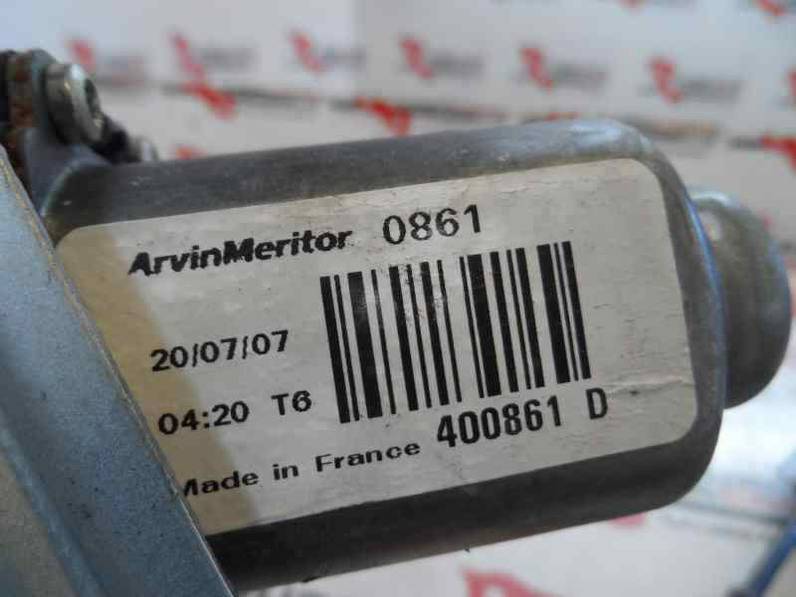 ArvinMeritor 0861
20/07/07
04:20 T6
400861 D
Made in France